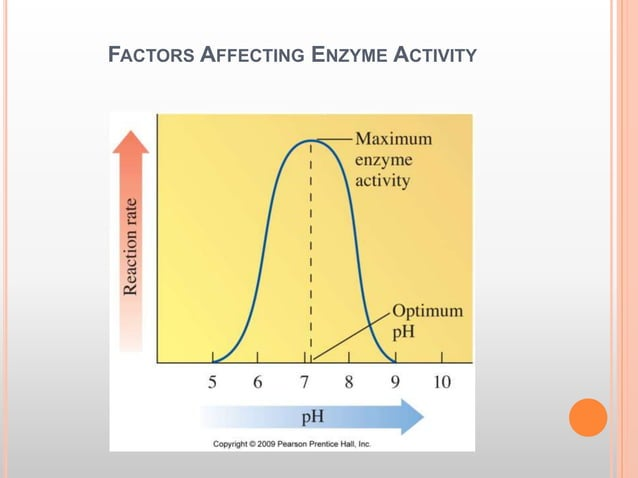 FACTORS AFFECTING ENZYME ACTIVITY
Maximum
enzyme
activity
Reaction rate
Optimum
pH
5 6 7 8 9 10
pH
Copyright © 2009 Pearson Prentice Hall, Inc.